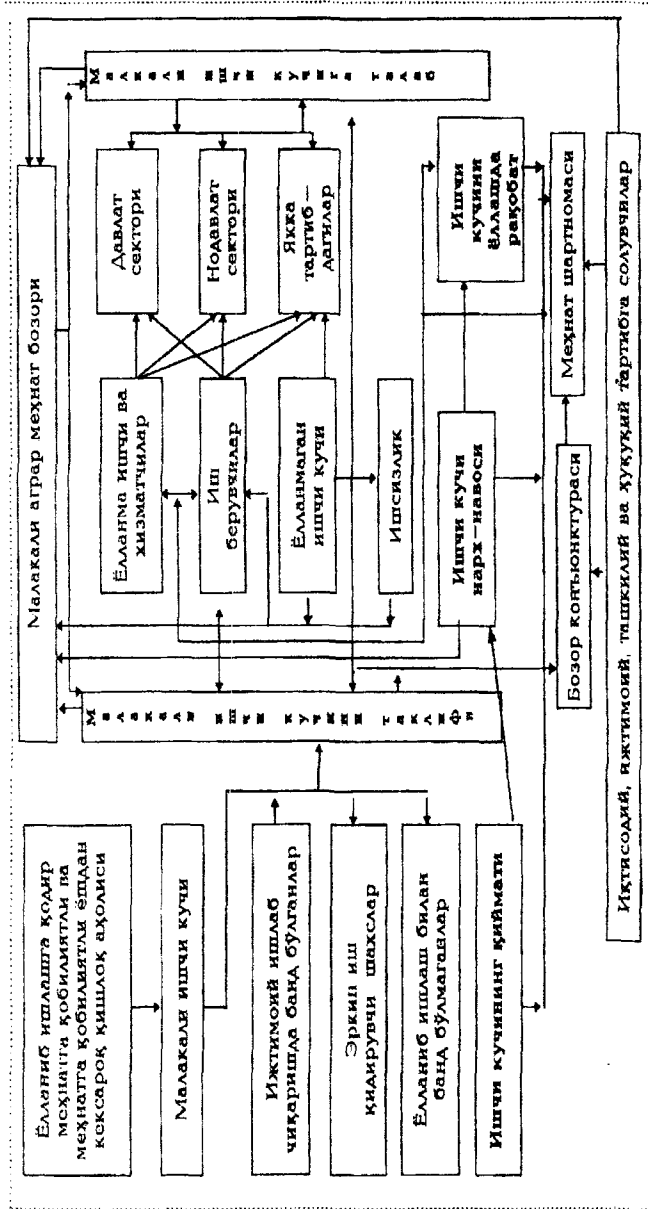 Ёлланиб ишлашга қодир
меҳнатга қобилиятли ва
меҳнатга қобилиятли ёшдан
кексароқ қишлоқ аҳолиси
Малакали ишчи кучи
Ижтимоий ишлаб
чиқаришда банд бўлганлар
Эркин иш
қидирувчи шахслар
Ёлланиб ишлаш билан
банд бўлмаганлар
Ишчи кучининг қиймати
Малакали аграр меҳнат бозори
Малакали ишчи кучини таклифи
Ёлланма ишчи ва
хизматчилар
Иш
берувчилар
Ёлланмаган
ишчи кучи
Ишсизлик
Ишчи кучи
нарх-навоси
Бозор конъюнктураси
Давлат
сектори
Нодавлат
сектори
Якка
тартиб-
дагилар
Малкали ишчи кучига талаб
Ишчи
кучини
ёллашда
рақобат
Меҳнат шартномаси
Иқтисодий, ижтимоий, ташкилий ва ҳуқуқий тартибга солувчилар